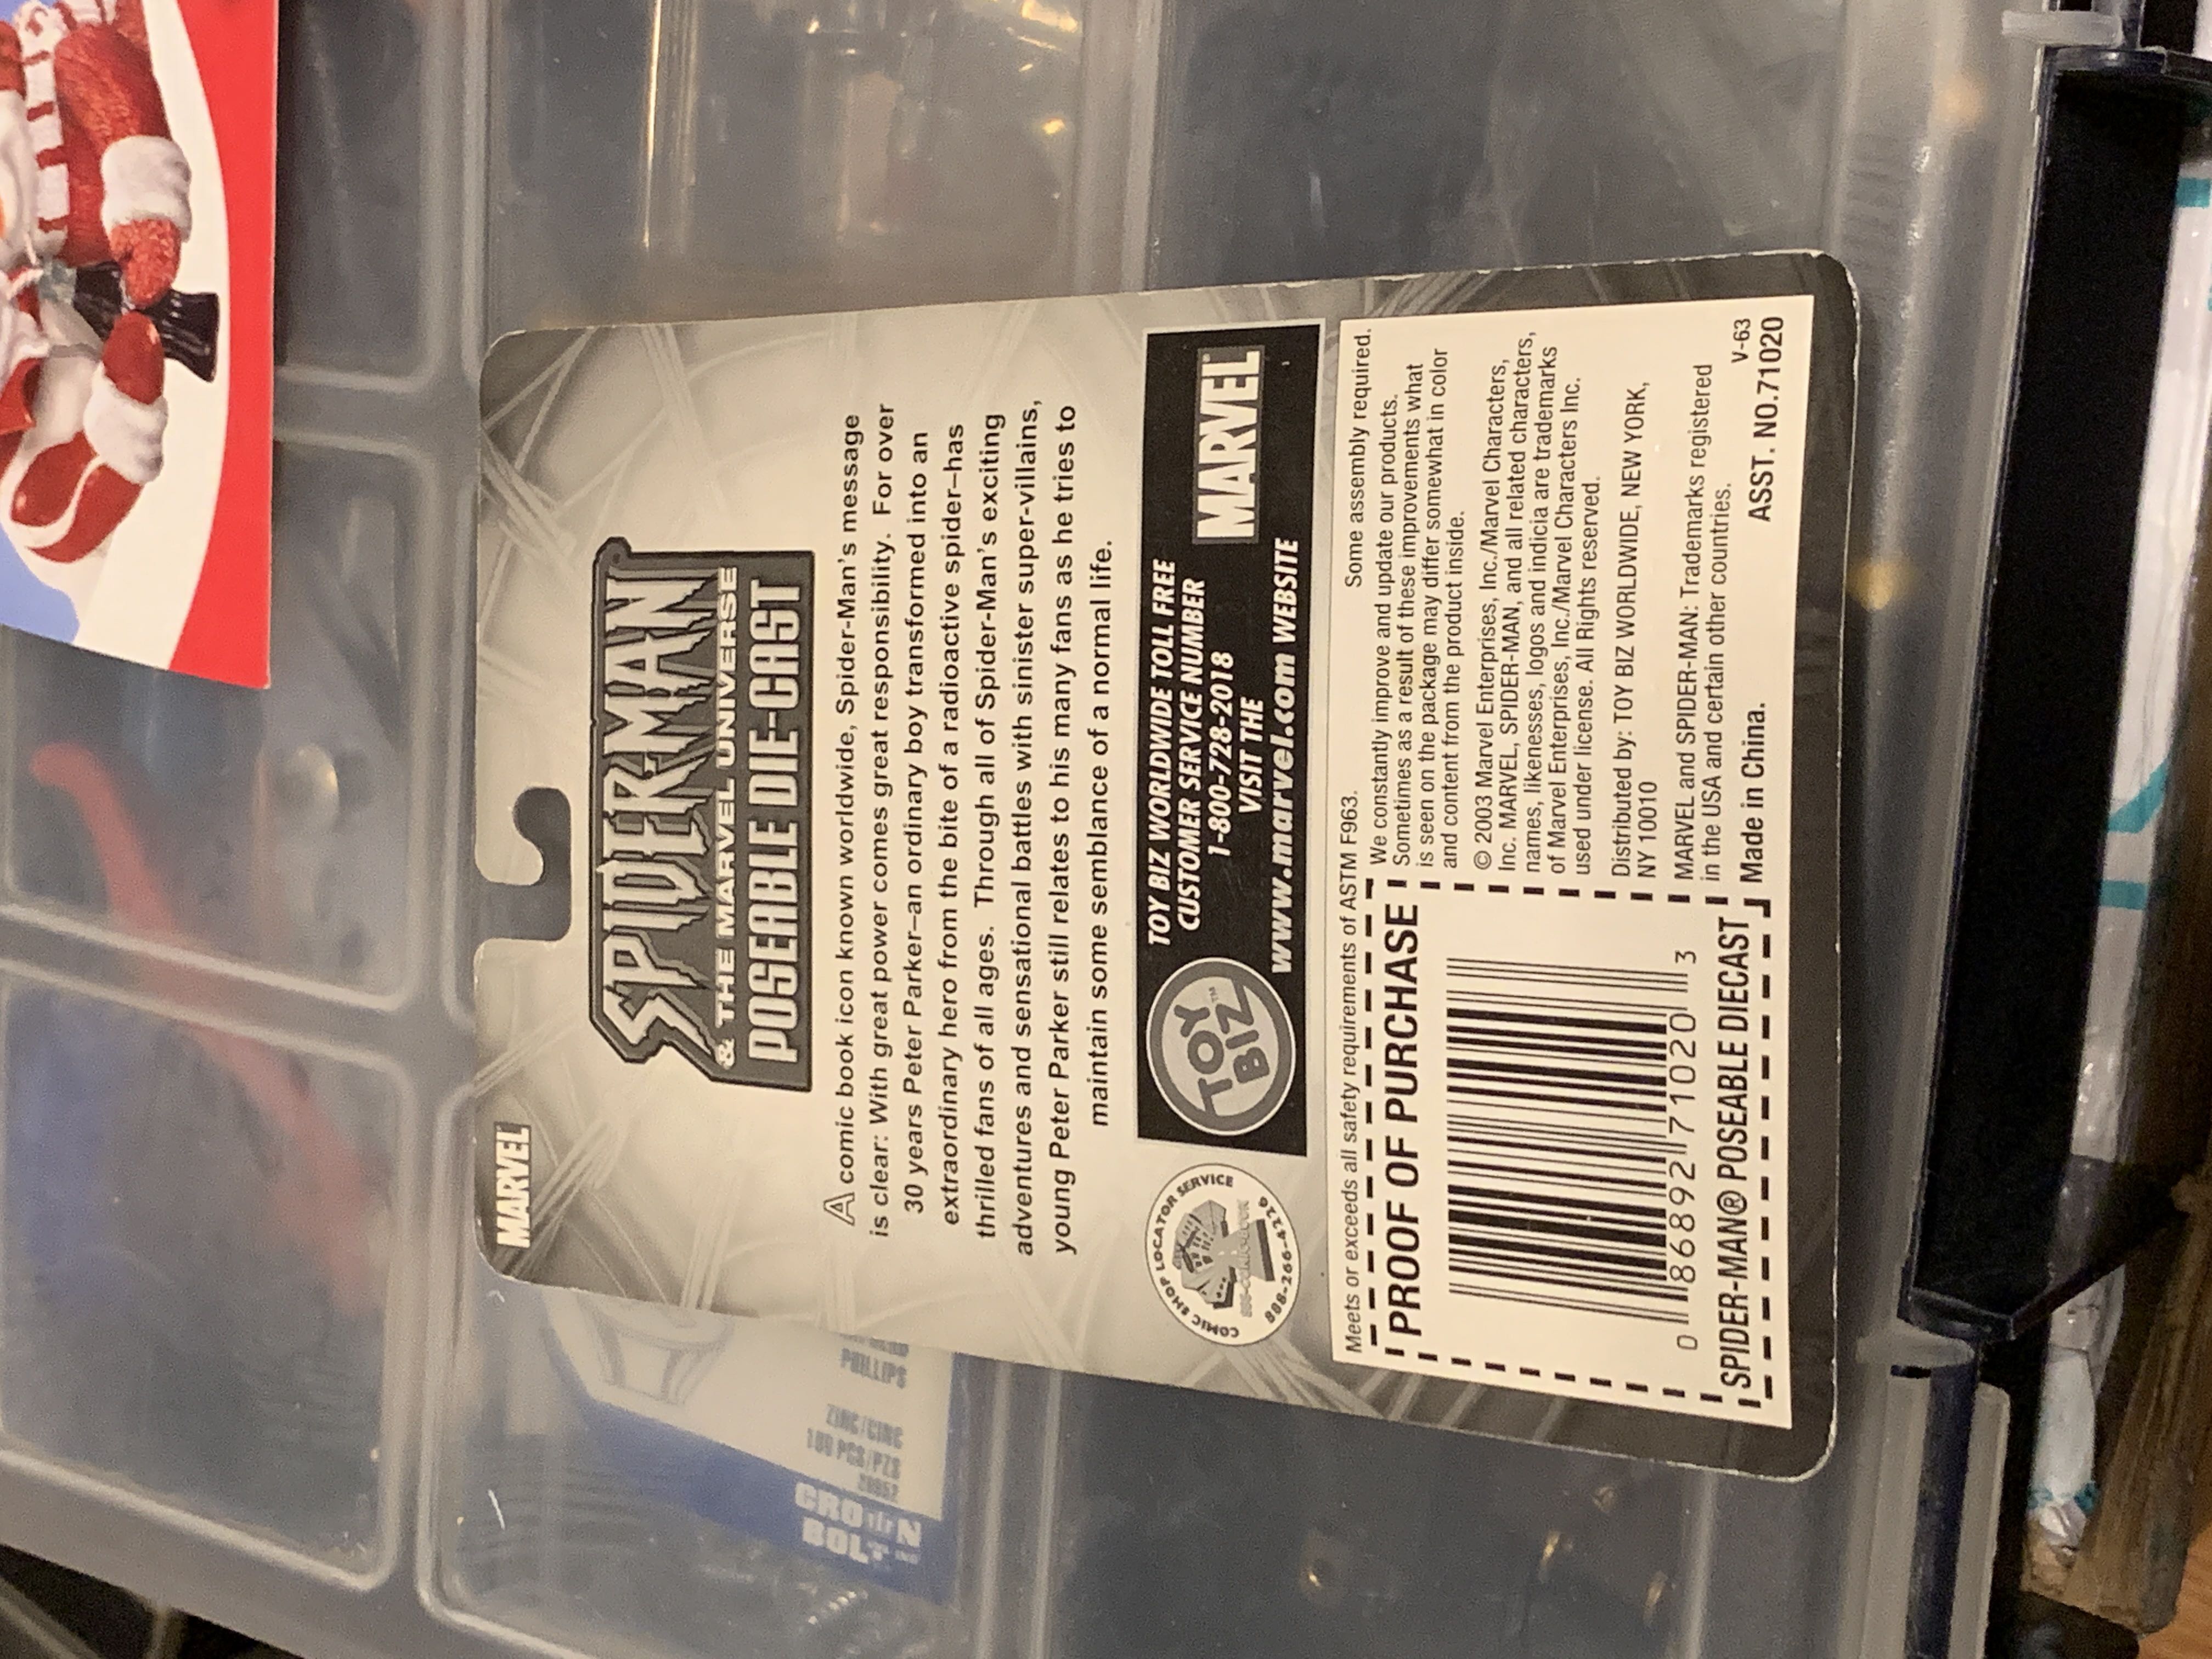 MARVEL
SPIDER-MAN
& THE MARVEL UNIVERSE
POSEABLE DIE-CAST
A comic book icon known worldwide, Spider-Man's message
is clear: With great power comes great responsibility. For over
30 years Peter Parker–an ordinary boy transformed into an
extraordinary hero from the bite of a radioactive spider–has
thrilled fans of all ages. Through all of Spider-Man's exciting
adventures and sensational battles with sinister super-villains,
young Peter Parker still relates to his many fans as he tries to
maintain some semblance of a normal life.
COMIC SHOP LOCATOR SERVICE
888-266-4226
TOY BIZ™
TOY BIZ WORLDWIDE TOLL FREE
CUSTOMER SERVICE NUMBER
1-800-728-2018
VISIT THE
www.marvel.com WEBSITE
MARVEL
Meets or exceeds all safety requirements of ASTM F963.
Some assembly required.
PROOF OF PURCHASE
0 86892 71020 3
SPIDER-MAN® POSEABLE DIECAST
We constantly improve and update our products.
Sometimes as a result of these improvements what
is seen on the package may differ somewhat in color
and content from the product inside.
© 2003 Marvel Enterprises, Inc./Marvel Characters,
Inc. MARVEL, SPIDER-MAN, and all related characters,
names, likenesses, logos and indicia are trademarks
of Marvel Enterprises, Inc./Marvel Characters Inc.
used under license. All Rights reserved.
Distributed by: TOY BIZ WORLDWIDE, NEW YORK,
NY 10010
MARVEL and SPIDER-MAN: Trademarks registered
in the USA and certain other countries.
V-63
Made in China.
ASST. NO.71020
PHILLIPS
ZINC/CINC
100 PCS/PZS
CROWN
BOLT